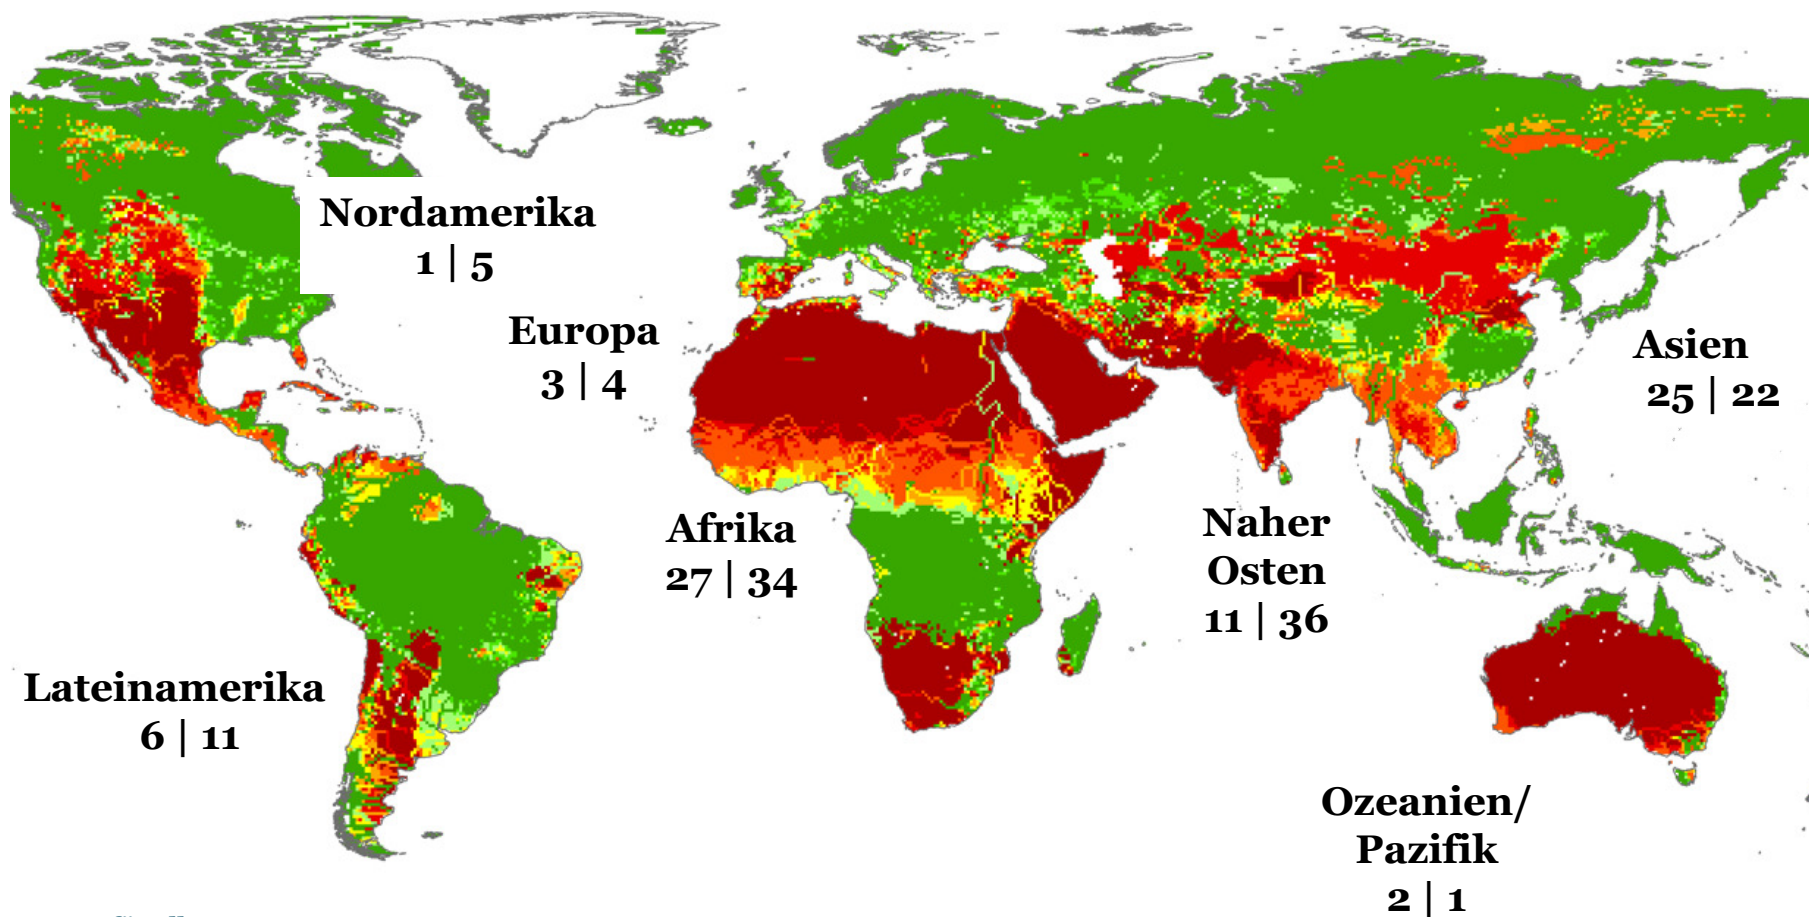 Nordamerika
1 | 5
Europa
3 | 4
Asien
25 | 22
Afrika
27 | 34
Naher
Osten
11 | 36
Lateinamerika
6 | 11
Ozeanien/
Pazifik
2 | 1